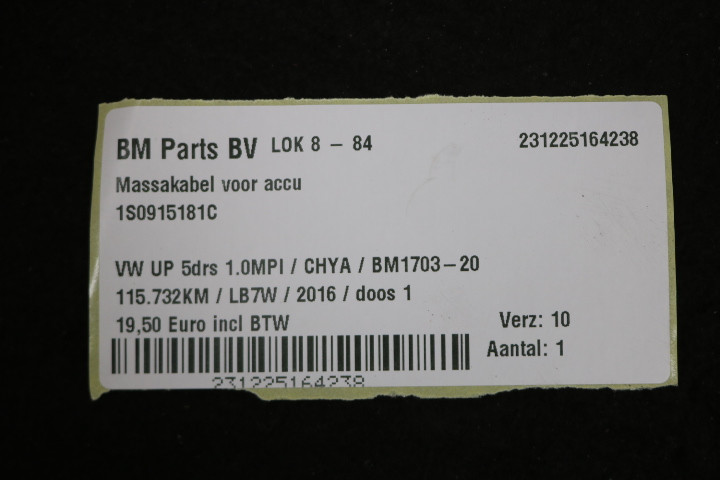 BM Parts BV LOK 8 - 84 231225164238
Massakabel voor accu
1S0915181C
VW UP 5drs 1.0MPI / CHYA / BM1703-20
115.732KM / LB7W / 2016 / doos 1
19,50 Euro incl BTW Verz: 10
Aantal: 1
231225164238